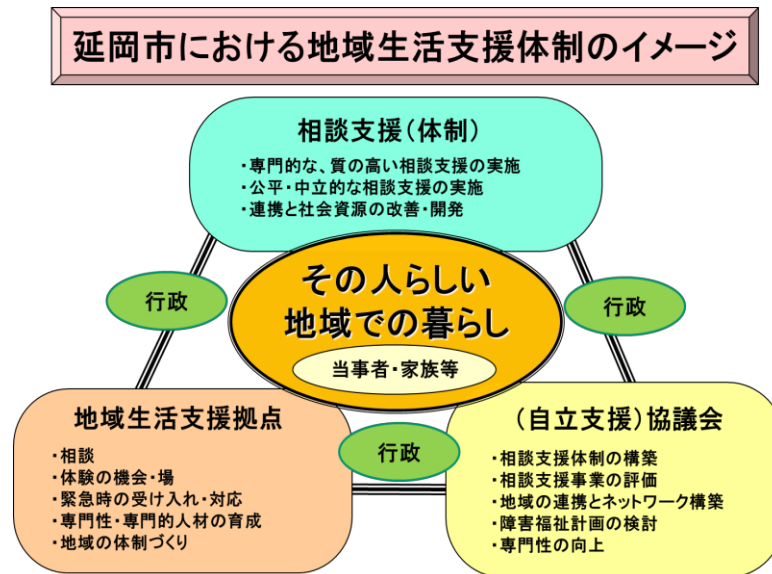 延岡市における地域生活支援体制のイメージ
相談支援(体制)
・専門的な、質の高い相談支援の実施
・公平・中立的な相談支援の実施
・連携と社会資源の改善・開発
その人らしい
地域での暮らし
当事者・家族等
行政
行政
行政
地域生活支援拠点
・相談
・体験の機会・場
・緊急時の受け入れ・対応
・専門性・専門的人材の育成
・地域の体制づくり
(自立支援)協議会
・相談支援体制の構築
・相談支援事業の評価
・地域の連携とネットワーク構築
・障害福祉計画の検討
・専門性の向上